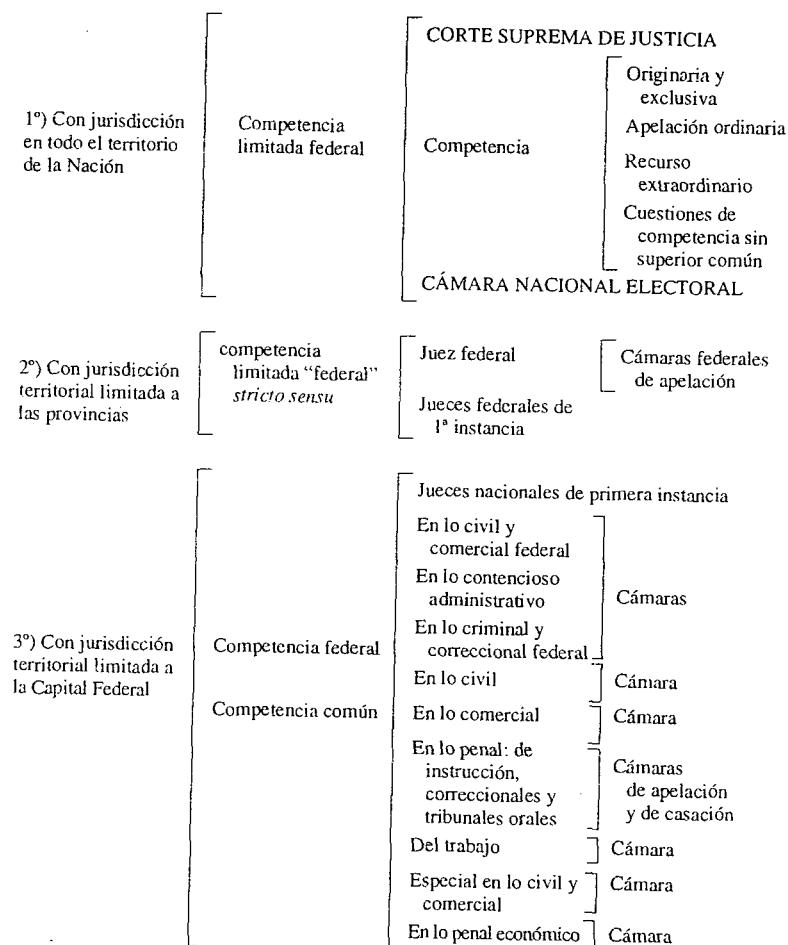 1º) Con jurisdicción
en todo el territorio
de la Nación
Competencia
limitada federal
CORTE SUPREMA DE JUSTICIA
Competencia
Originaria y
exclusiva
Apelación ordinaria
Recurso
extraordinario
Cuestiones de
competencia sin
superior común
CÁMARA NACIONAL ELECTORAL
2º) Con jurisdicción
territorial limitada a
las provincias
competencia
limitada “federal”
stricto sensu
Juez federal
Jueces federales de
1ª instancia
Cámaras federales
de apelación
3º) Con jurisdicción
territorial limitada a
la Capital Federal
Competencia federal
Competencia común
Jueces nacionales de primera instancia
En lo civil y
comercial federal
En lo contencioso
administrativo
En lo criminal y
correccional federal
Cámaras
En lo civil
Cámara
En lo comercial
Cámara
En lo penal: de
instrucción,
correccionales y
tribunales orales
Cámaras
de apelación
y de casación
Del trabajo
Cámara
Especial en lo civil y
comercial
Cámara
En lo penal económico
Cámara